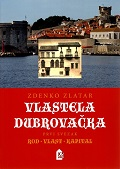 ZDENKO ZLATAR
VLASTELA
DUBROVAČKA
PRVI SVEZAK
ROD · VLAST · KAPITAL